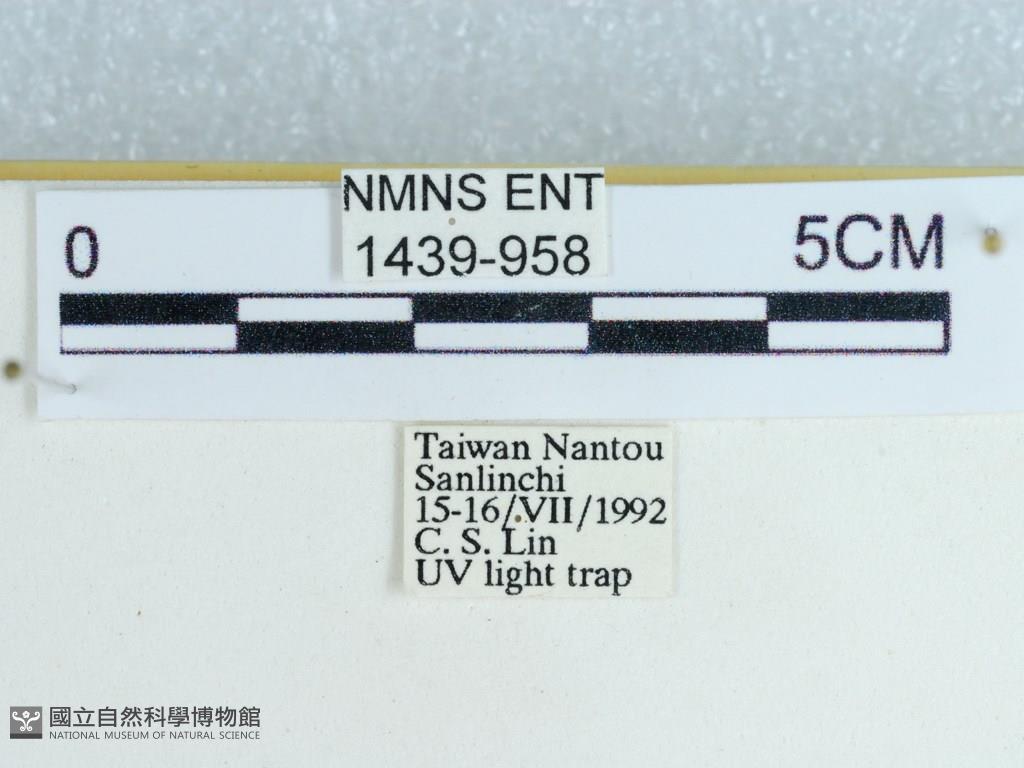 NMNS ENT
1439-958
0
5CM
Taiwan Nantou
Sanlinchi
15-16/VII/1992
C. S. Lin
UV light trap
國立自然科學博物館
NATIONAL MUSEUM OF NATURAL SCIENCE